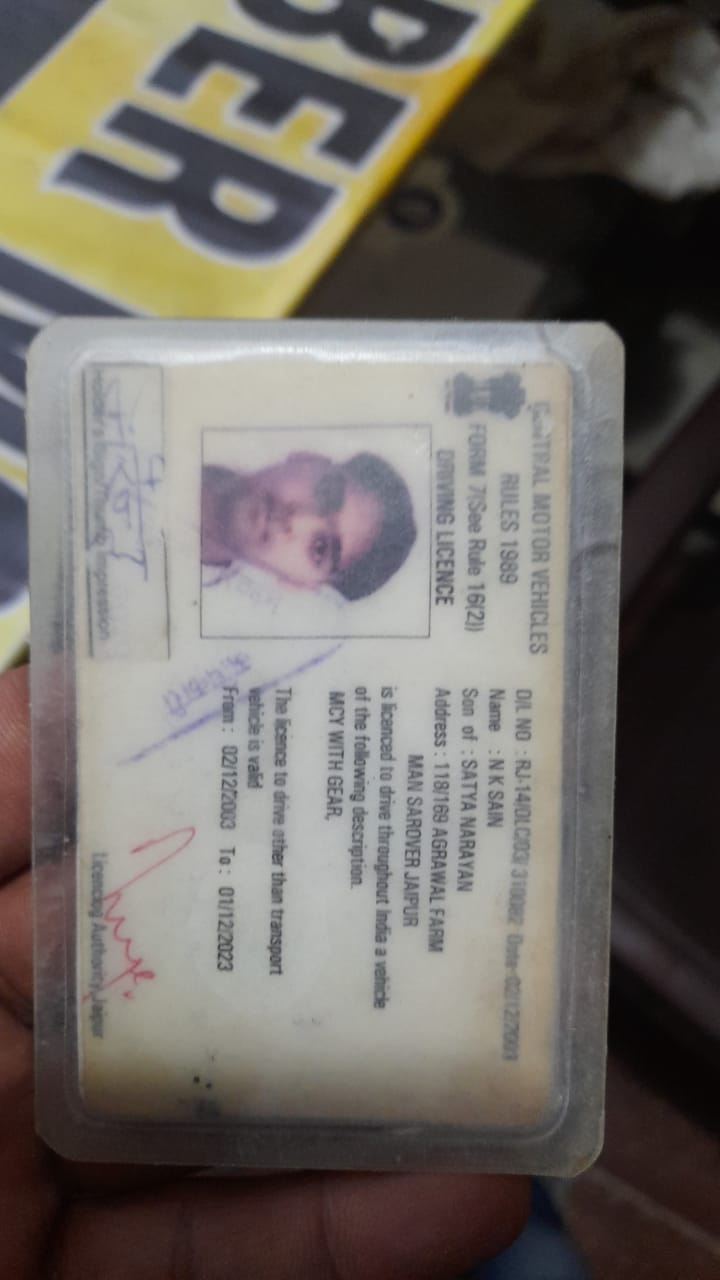 BER
CENTRAL MOTOR VEHICLES
RULES 1989
FORM 7/See Rule 16(2))
DRIVING LICENCE
Holder's Sign/Thumb Impression
D/L NO : RJ-14/DLC/03/ Date-02/12/2003
Name : N K SAIN
Son of : SATYA NARAYAN
Address : 118/169 AGRAWAL FARM
MAN SAROVER JAIPUR
is licenced to drive throughout India a vehicle
of the following description.
MCY WITH GEAR,
The licence to drive other than transport
vehicle is valid
From : 02/12/2003 To : 01/12/2023
Licencing Authority, Jaipur